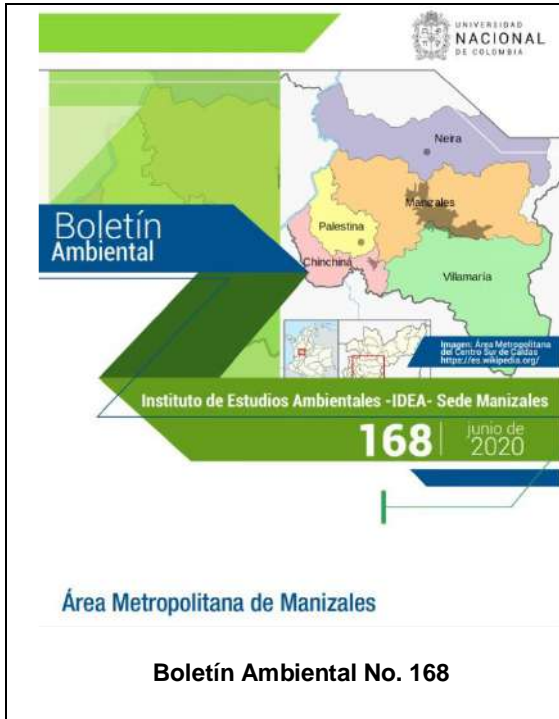 UNIVERSIDAD
NACIONAL
DE COLOMBIA
Neira
Manizales
Palestina
Chinchiná
Villamaría
Boletín
Ambiental
Imagen: Área Metropolitana
del Centro Sur de Caldas
https://es.wikipedia.org/
Instituto de Estudios Ambientales -IDEA- Sede Manizales
168
junio de
2020
Área Metropolitana de Manizales
Boletín Ambiental No. 168